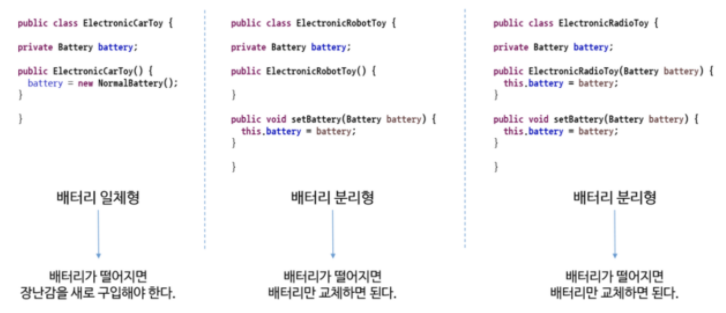 public class ElectronicCarToy {
private Battery battery;
public ElectronicCarToy() {
battery = new NormalBattery();
}
}
배터리 일체형
배터리가 떨어지면
장난감을 새로 구입해야 한다.
public class ElectronicRobotToy {
private Battery battery;
public ElectronicRobotToy() {
}
public void setBattery(Battery battery) {
this.battery = battery;
}
}
배터리 분리형
배터리가 떨어지면
배터리만 교체하면 된다.
public class ElectronicRadioToy {
private Battery battery;
public ElectronicRadioToy(Battery battery) {
this.battery = battery;
}
public void setBattery(Battery battery) {
this.battery = battery;
}
}
배터리 분리형
배터리가 떨어지면
배터리만 교체하면 된다.